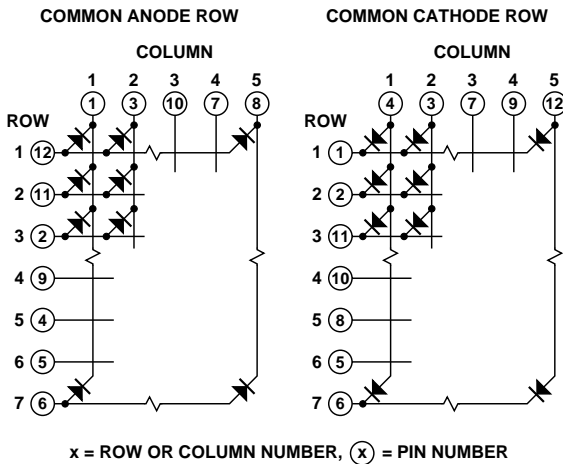 COMMON ANODE ROW COMMON CATHODE ROW
COLUMN COLUMN
1 2 3 4 5 1 2 3 4 5
1 3 10 7 8 4 3 7 9 12
ROW ROW
1 12 1 1
2 11 2 2
3 2 3 11
4 9 4 10
5 4 5 8
6 5 6 5
7 6 7 6
x = ROW OR COLUMN NUMBER, x = PIN NUMBER